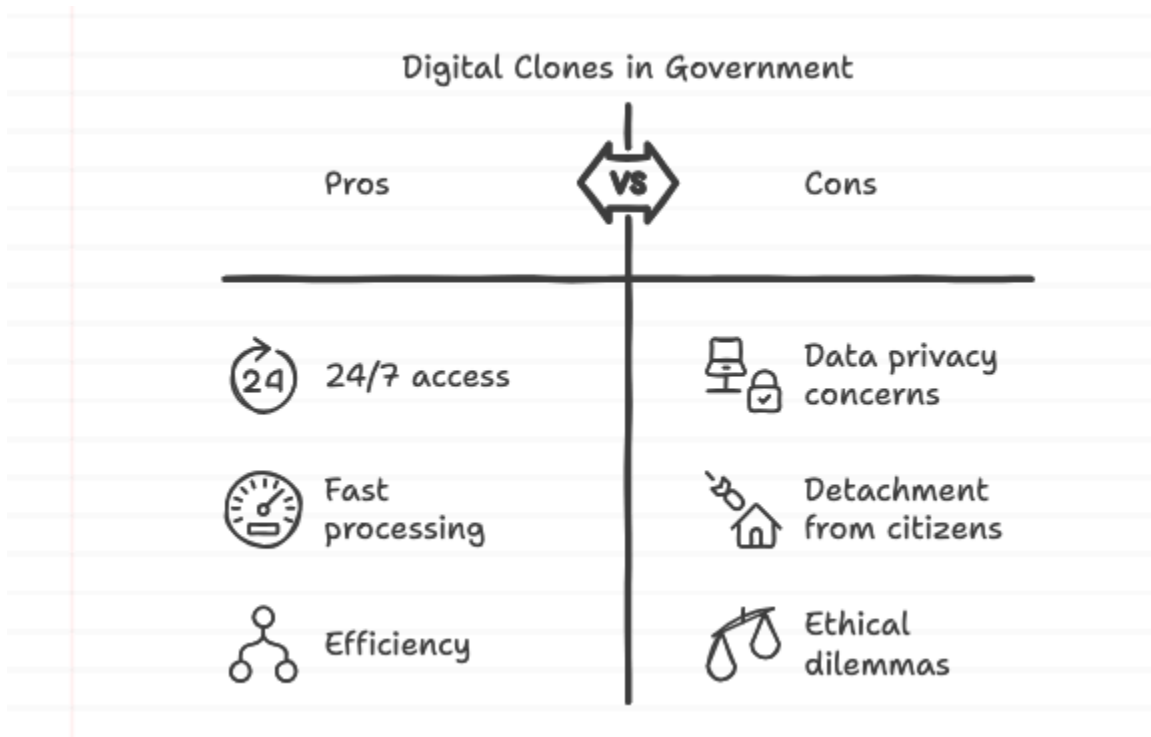 Digital Clones in Government
Pros
VS
Cons
24
24/7 access
Data privacy
concerns
Fast
processing
Detachment
from citizens
Efficiency
Ethical
dilemmas